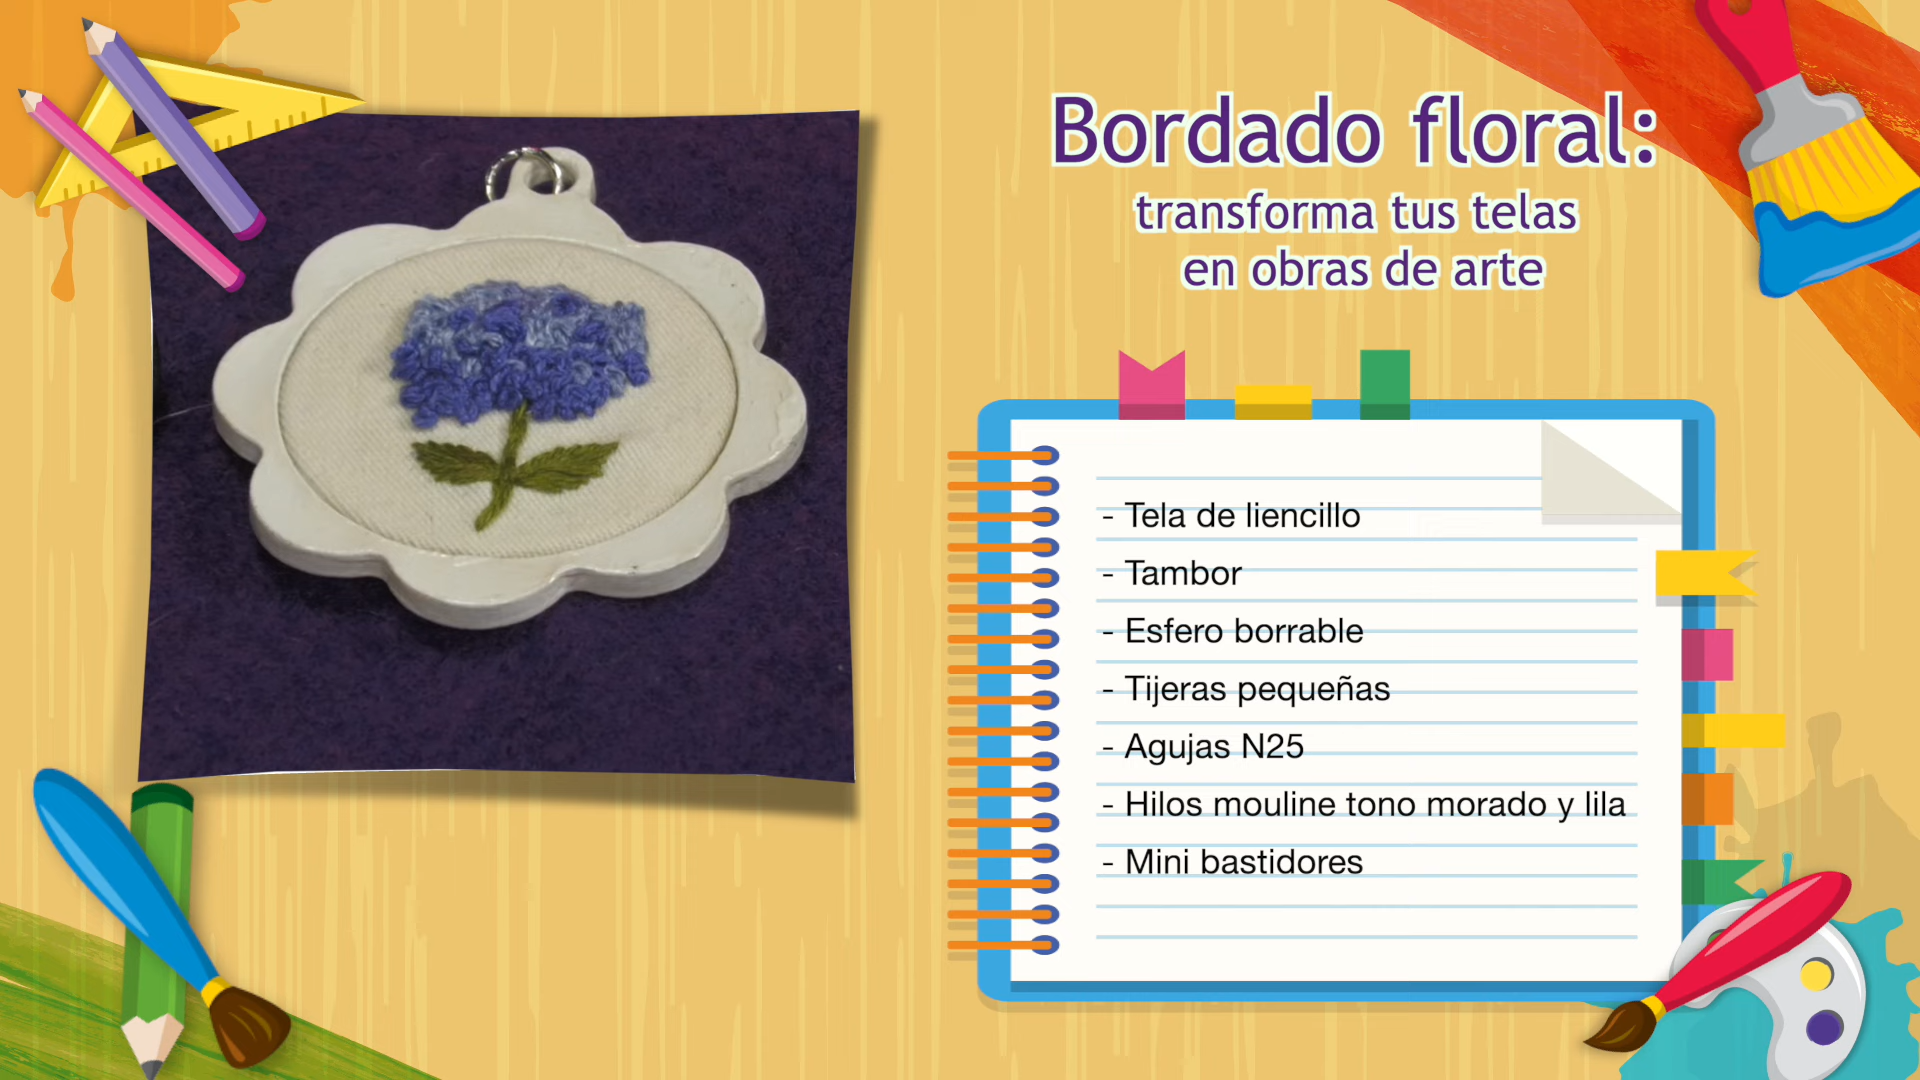 Bordado floral:
transforma tus telas
en obras de arte
- Tela de liencillo
- Tambor
- Esfero borrable
- Tijeras pequeñas
- Agujas N25
- Hilos mouline tono morado y lila
- Mini bastidores